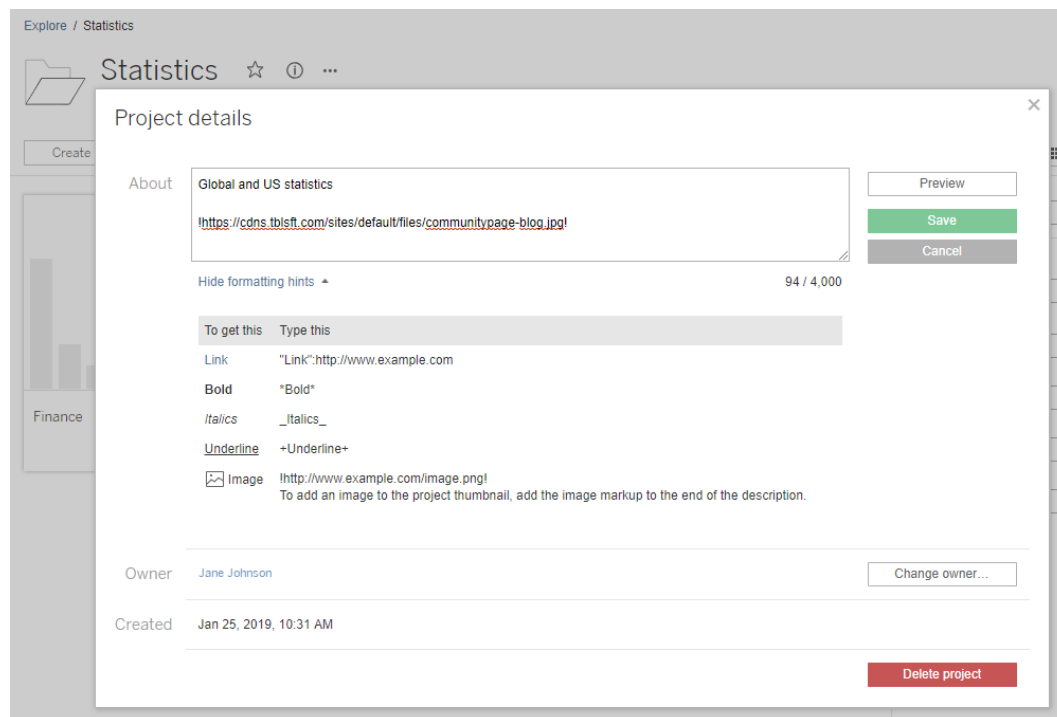 Explore / Statistics
Statistics
Project details
Create
About
Global and US statistics
!https://cdns.tblsft.com/sites/default/files/communitypage-blog.jpg!
Preview
Save
Cancel
Hide formatting hints
94 / 4,000
To get this Type this
Link "Link":http://www.example.com
Bold *Bold*
Italics _Italics_
Finance
Underline +Underline+
Image !http://www.example.com/image.png!
To add an image to the project thumbnail, add the image markup to the end of the description.
Owner Jane Johnson Change owner...
Created Jan 25, 2019, 10:31 AM
Delete project